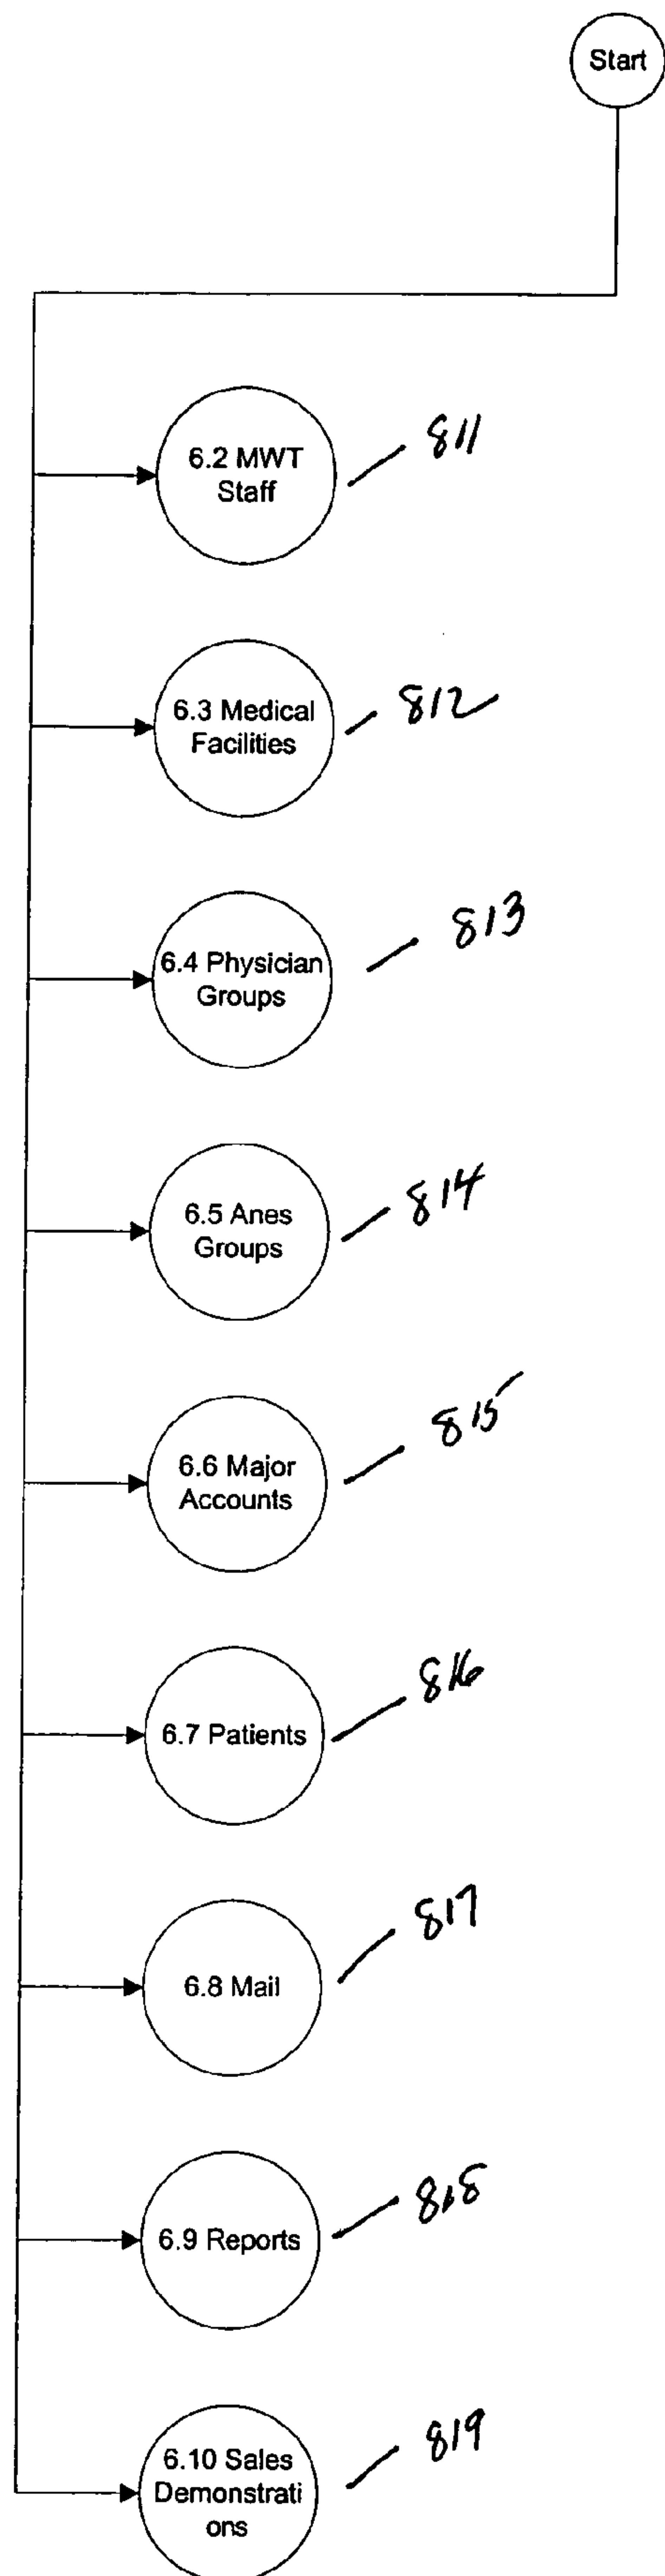 Start
6.2 MWT
Staff
811
6.3 Medical
Facilities
812
6.4 Physician
Groups
813
6.5 Anes
Groups
814
6.6 Major
Accounts
815
6.7 Patients
816
6.8 Mail
817
6.9 Reports
818
6.10 Sales
Demonstrati
ons
819